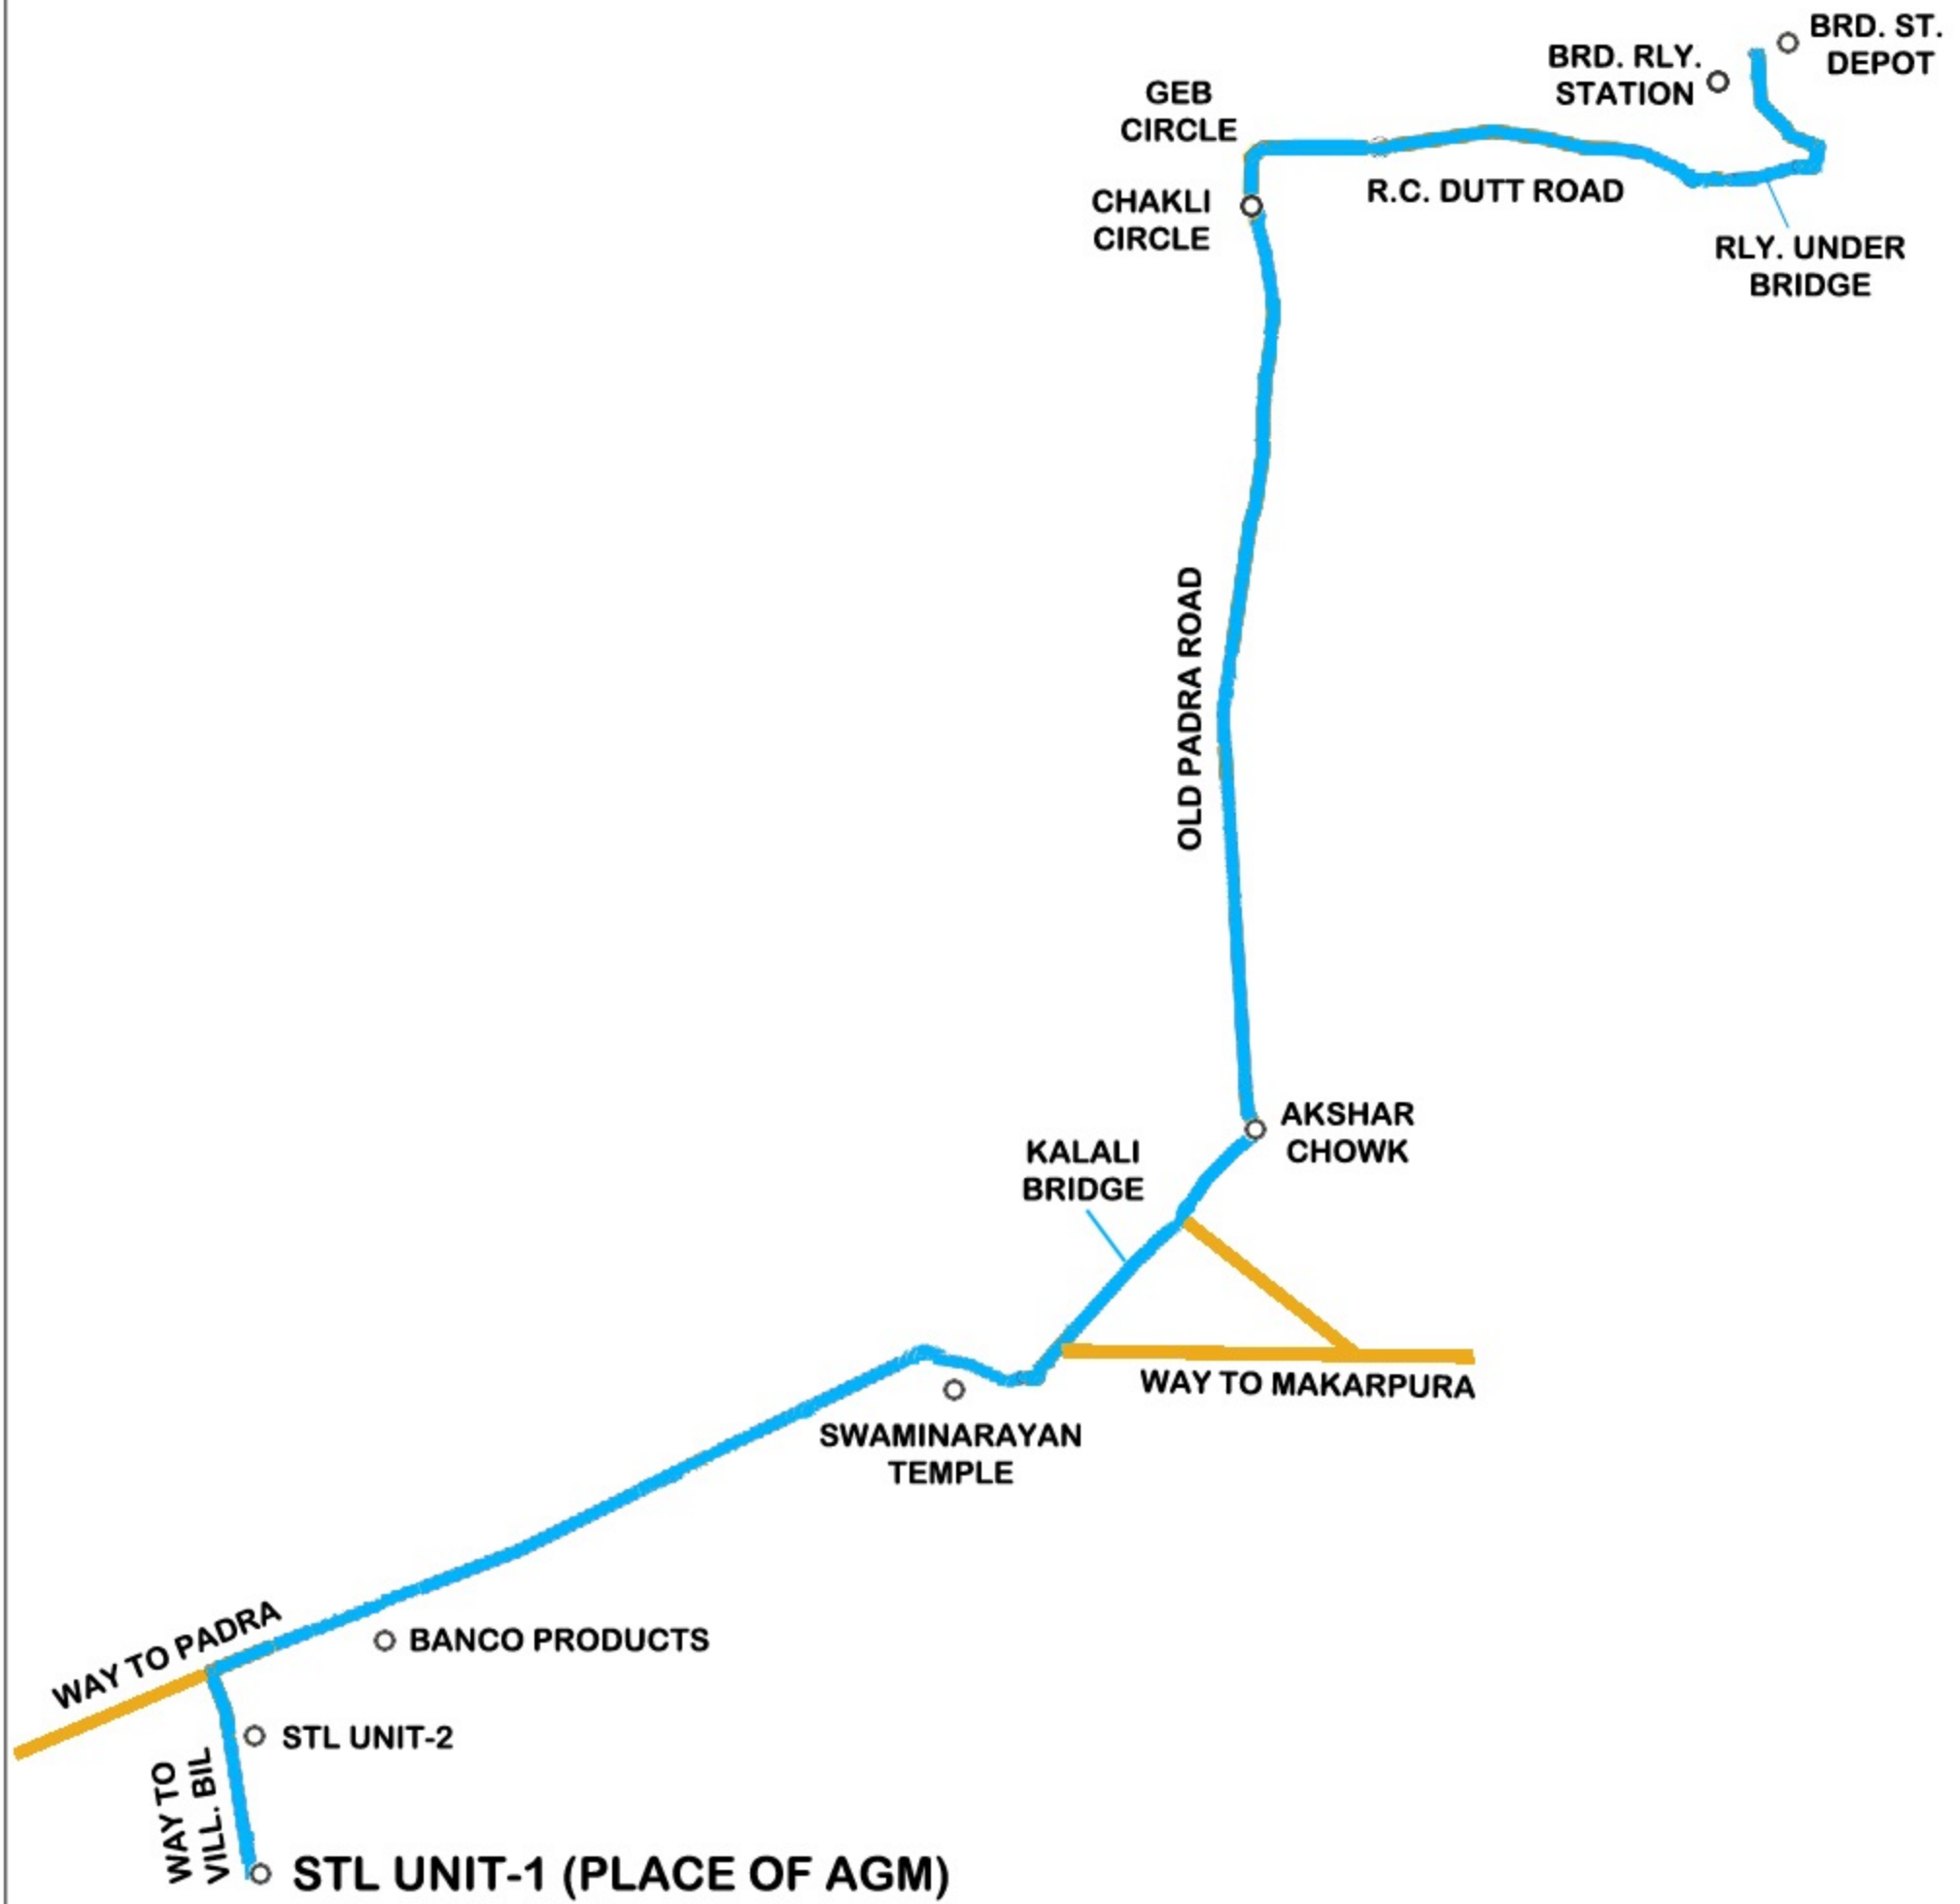 BRD. ST.
DEPOT
BRD. RLY.
STATION
GEB
CIRCLE
CHAKLI
CIRCLE
R.C. DUTT ROAD
RLY. UNDER
BRIDGE
OLD PADRA ROAD
AKSHAR
CHOWK
KALALI
BRIDGE
WAY TO MAKARPURA
SWAMINARAYAN
TEMPLE
WAY TO PADRA
BANCO PRODUCTS
STL UNIT-2
WAY TO
VILL. BIL
STL UNIT-1 (PLACE OF AGM)